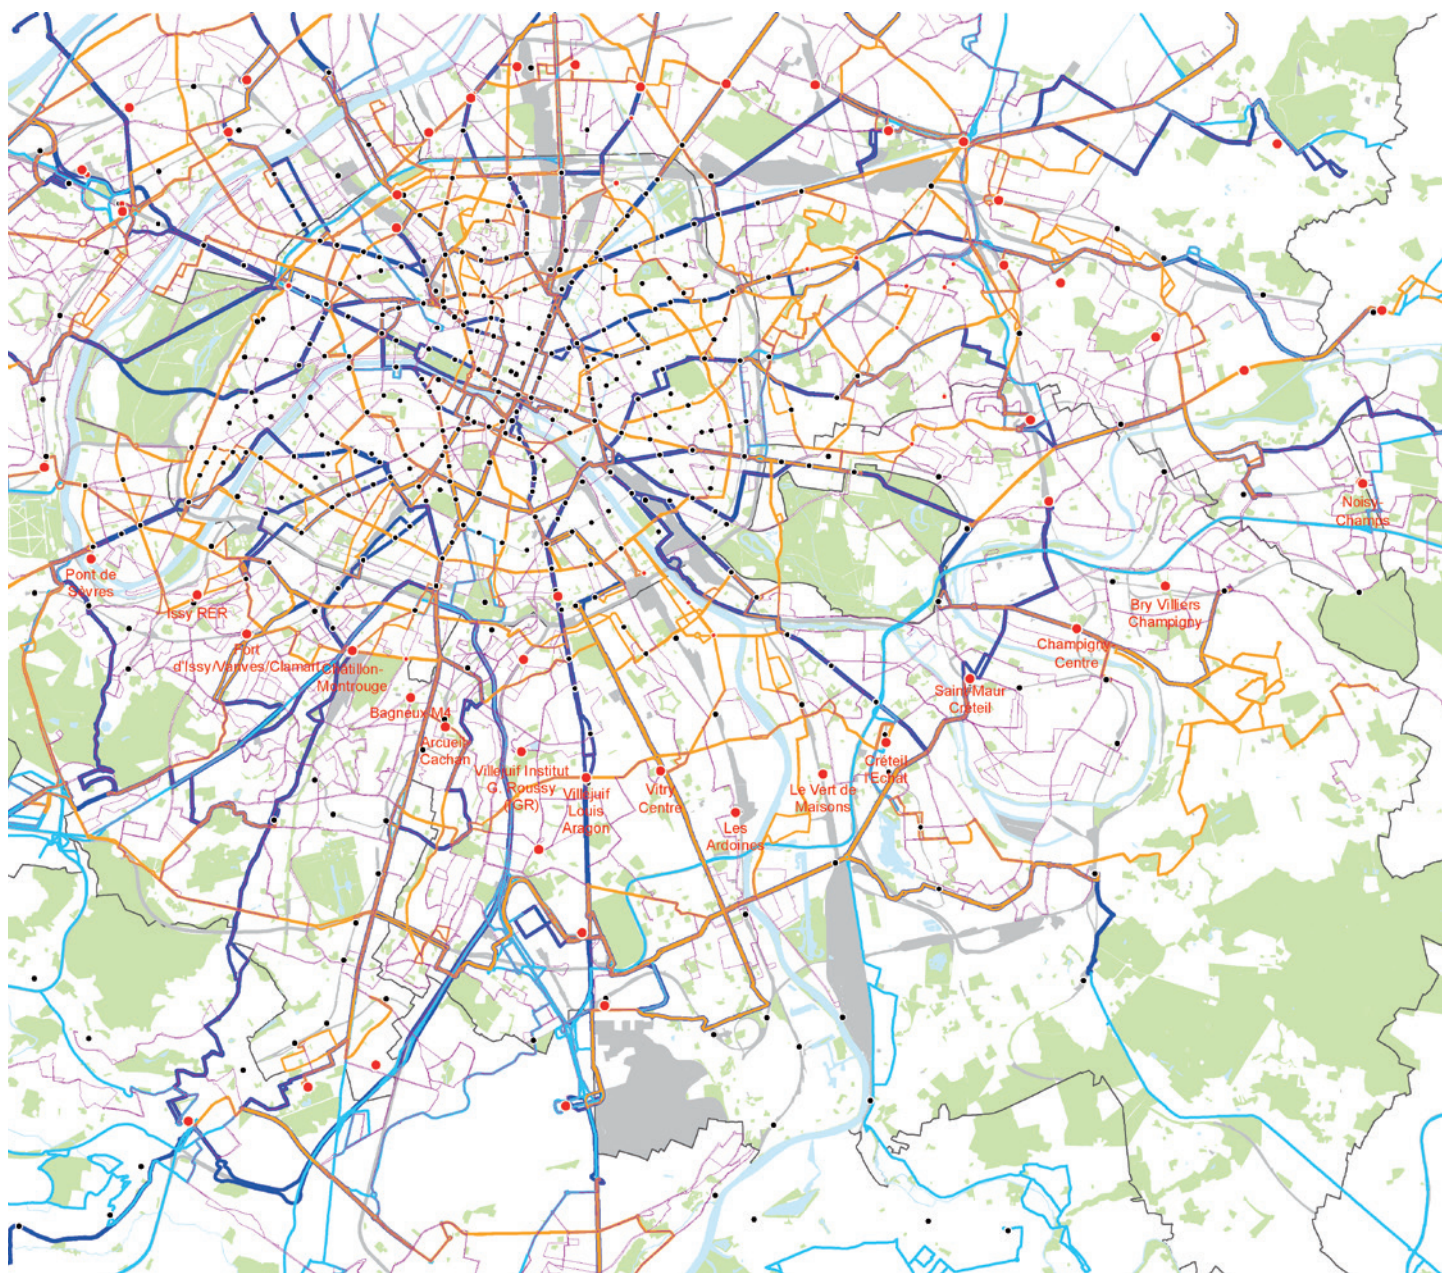 Noisy-
Champs
Pont de
Sèvres
Issy RER
Bry Villiers
Champigny
Fort
d'Issy/Vanves/Clamart
Châtillon-
Montrouge
Champigny-
Centre
Bagneux M4
Saint-Maur
Créteil
Arcueil-
Cachan
Villejuif Institut
G. Roussy
(IGR)
Villejuif
Louis
Aragon
Vitry
Centre
Les
Ardoines
Le Vert de
Maisons
Créteil
l'Echat